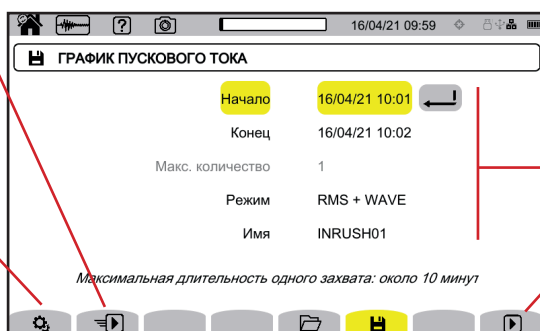 ? 16/04/21 09:59
ГРАФИК ПУСКОВОГО ТОКА
Начало 16/04/21 10:01
Конец 16/04/21 10:02
Макс. количество 1
Режим RMS + WAVE
Имя INRUSH01
Максимальная длительность одного захвата: около 10 минут